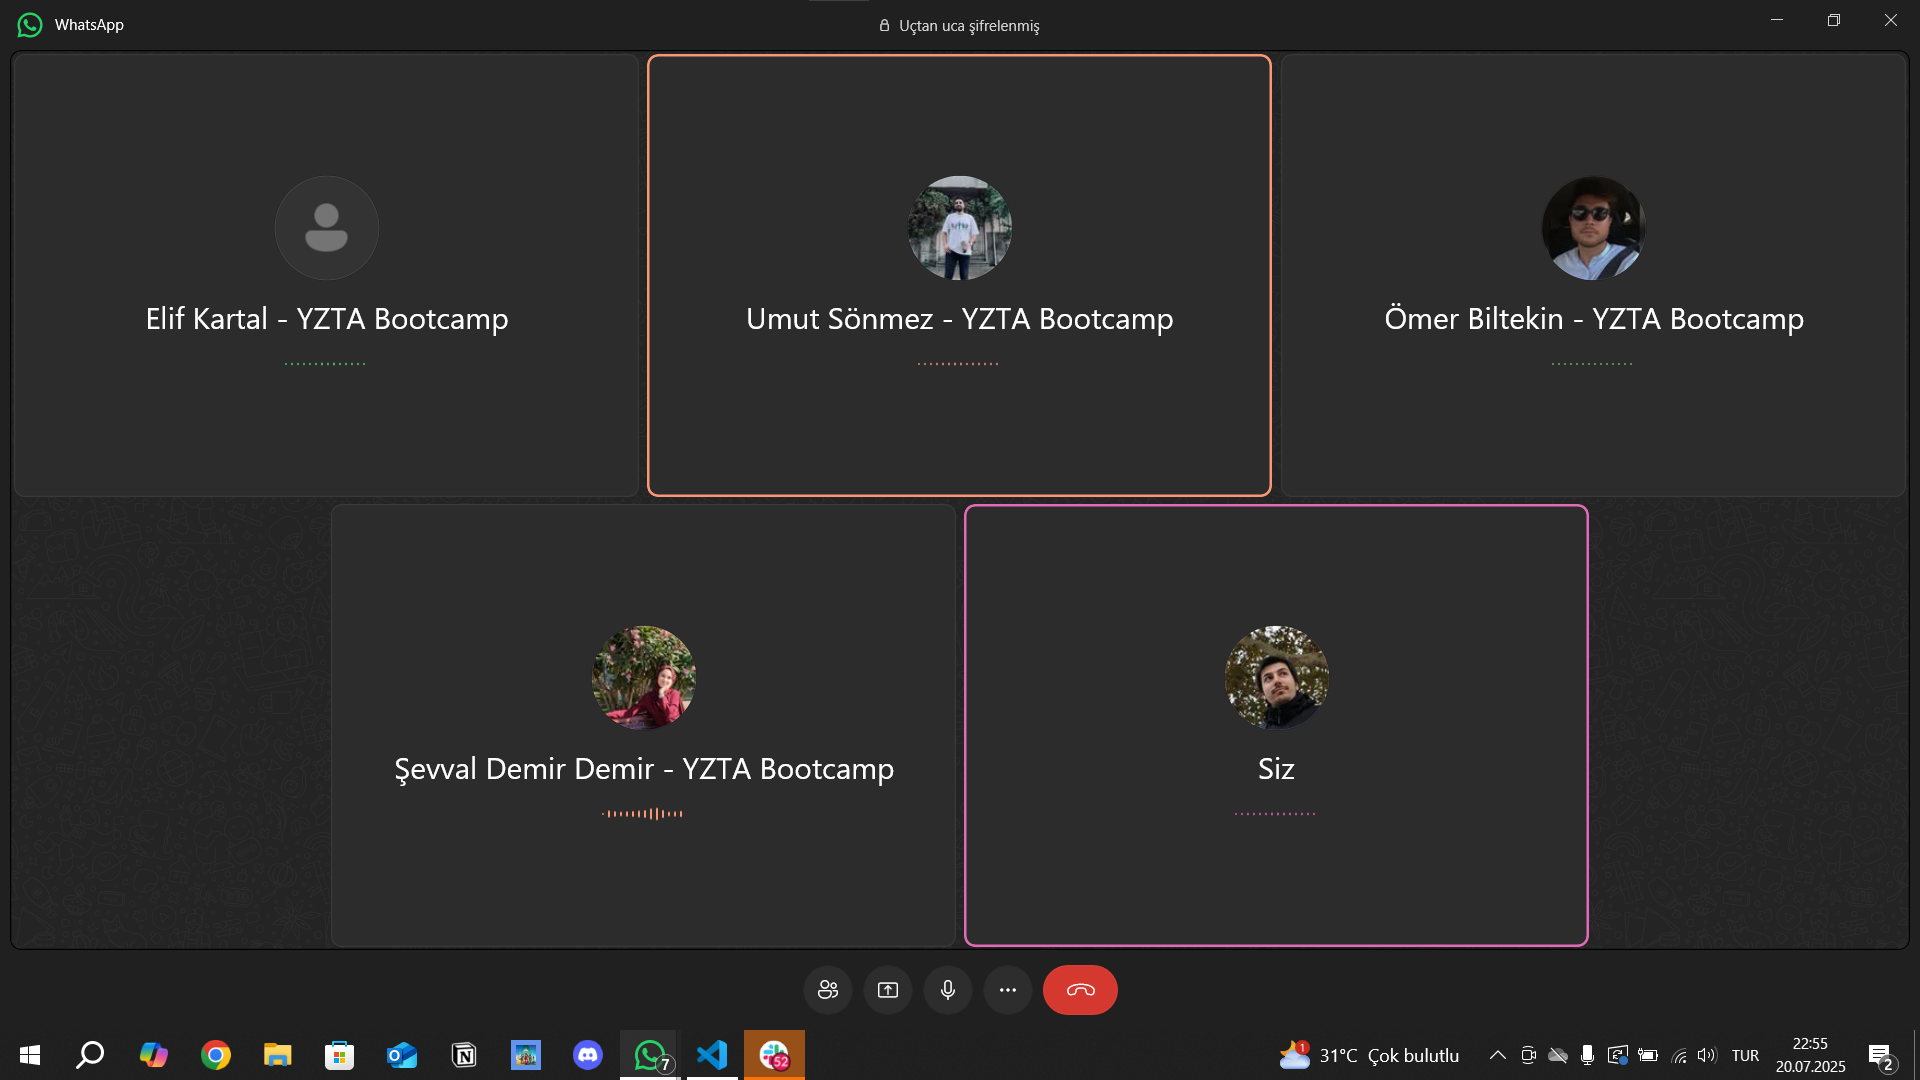 WhatsApp
Uçtan uca şifrelenmiş
Elif Kartal - YZTA Bootcamp
Umut Sönmez - YZTA Bootcamp
Ömer Biltekin - YZTA Bootcamp
Şevval Demir Demir - YZTA Bootcamp
Siz
7
52
1
31°C Çok bulutlu
TUR
22:55
20.07.2025
2